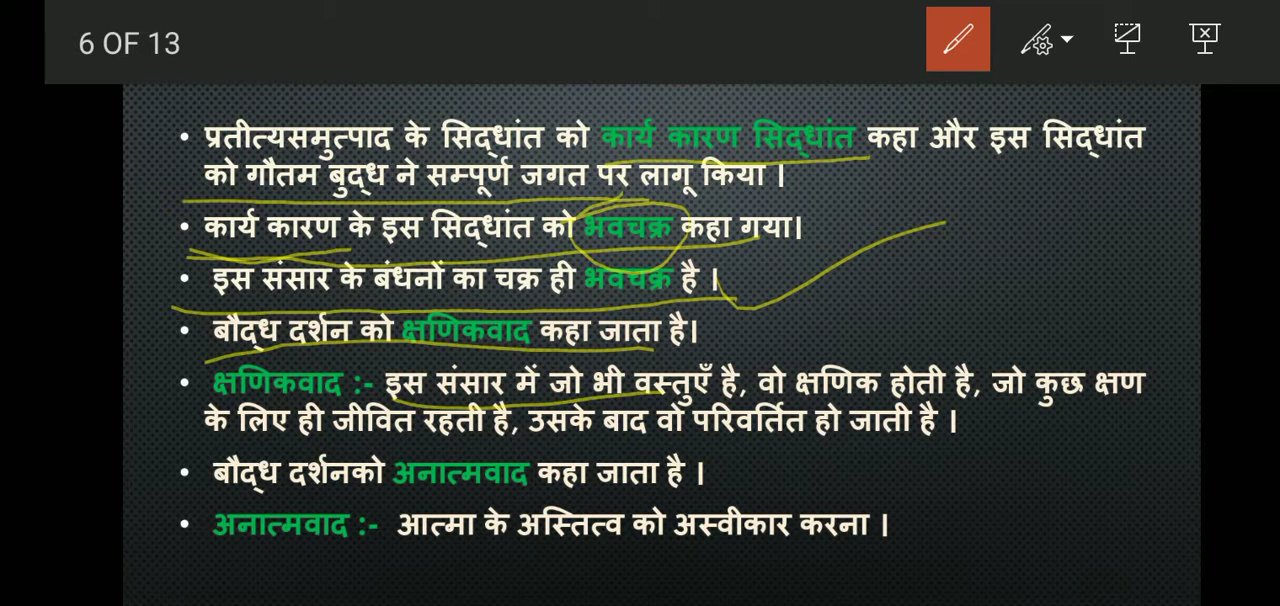 6 OF 13
• प्रतीत्यसमुत्पाद के सिद्धांत को कार्य कारण सिद्धांत कहा और इस सिद्धांत
को गौतम बुद्ध ने सम्पूर्ण जगत पर लागू किया |
• कार्य कारण के इस सिद्धांत को भवचक्र कहा गया।
• इस संसार के बंधनों का चक्र ही भवचक्र है |
• बौद्ध दर्शन को क्षणिकवाद कहा जाता है।
• क्षणिकवाद :- इस संसार में जो भी वस्तुएँ है, वो क्षणिक होती है, जो कुछ क्षण
के लिए ही जीवित रहती है, उसके बाद वो परिवर्तित हो जाती है |
• बौद्ध दर्शनको अनात्मवाद कहा जाता है |
• अनात्मवाद :- आत्मा के अस्तित्व को अस्वीकार करना |